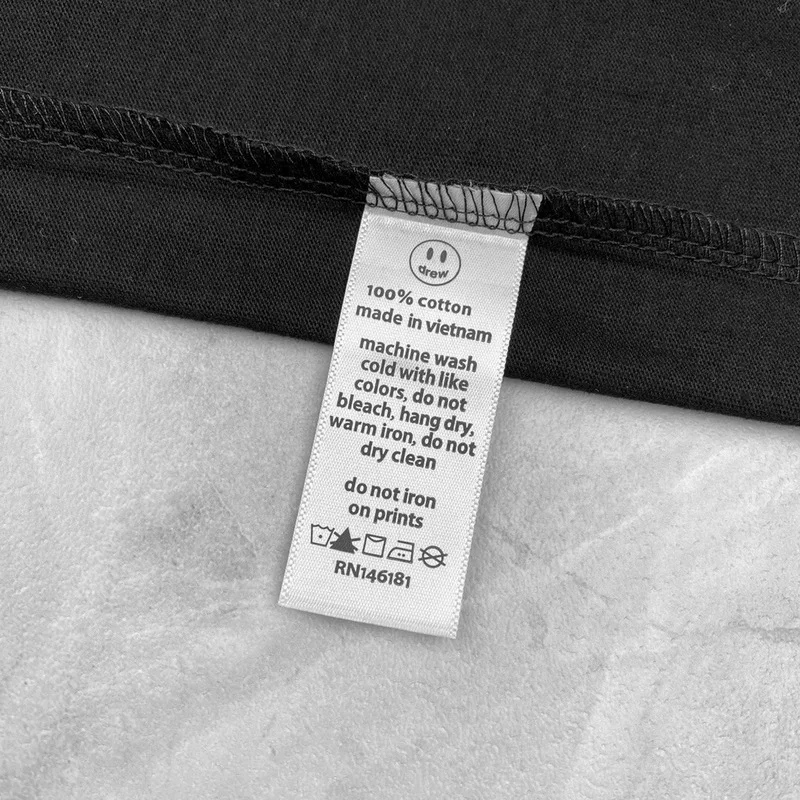 drew
100% cotton
made in vietnam
machine wash
cold with like
colors, do not
bleach, hang dry,
warm iron, do not
dry clean
do not iron
on prints
RN146181